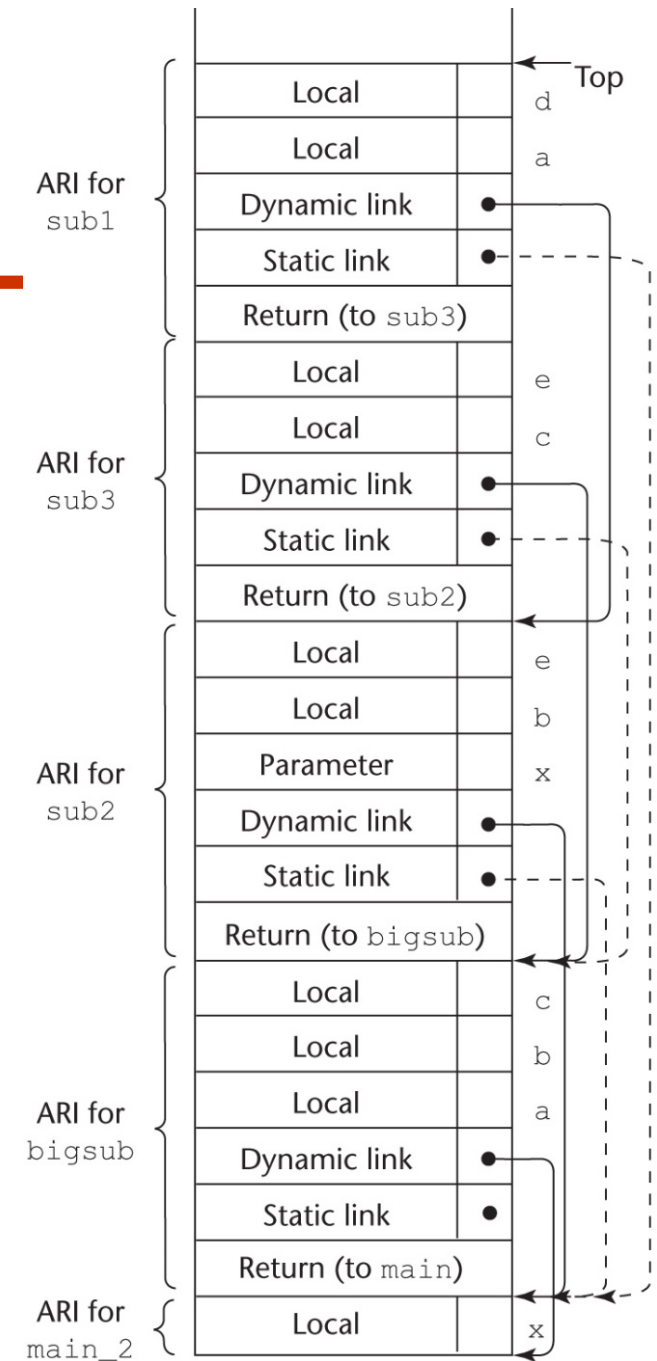 Top
Local d
Local a
ARI for
sub1
Dynamic link
Static link
Return (to sub3)
Local e
Local c
ARI for
sub3
Dynamic link
Static link
Return (to sub2)
Local e
Local b
Parameter x
ARI for
sub2
Dynamic link
Static link
Return (to bigsub)
Local c
Local b
Local a
ARI for
bigsub
Dynamic link
Static link
Return (to main)
ARI for
main_2
Local x